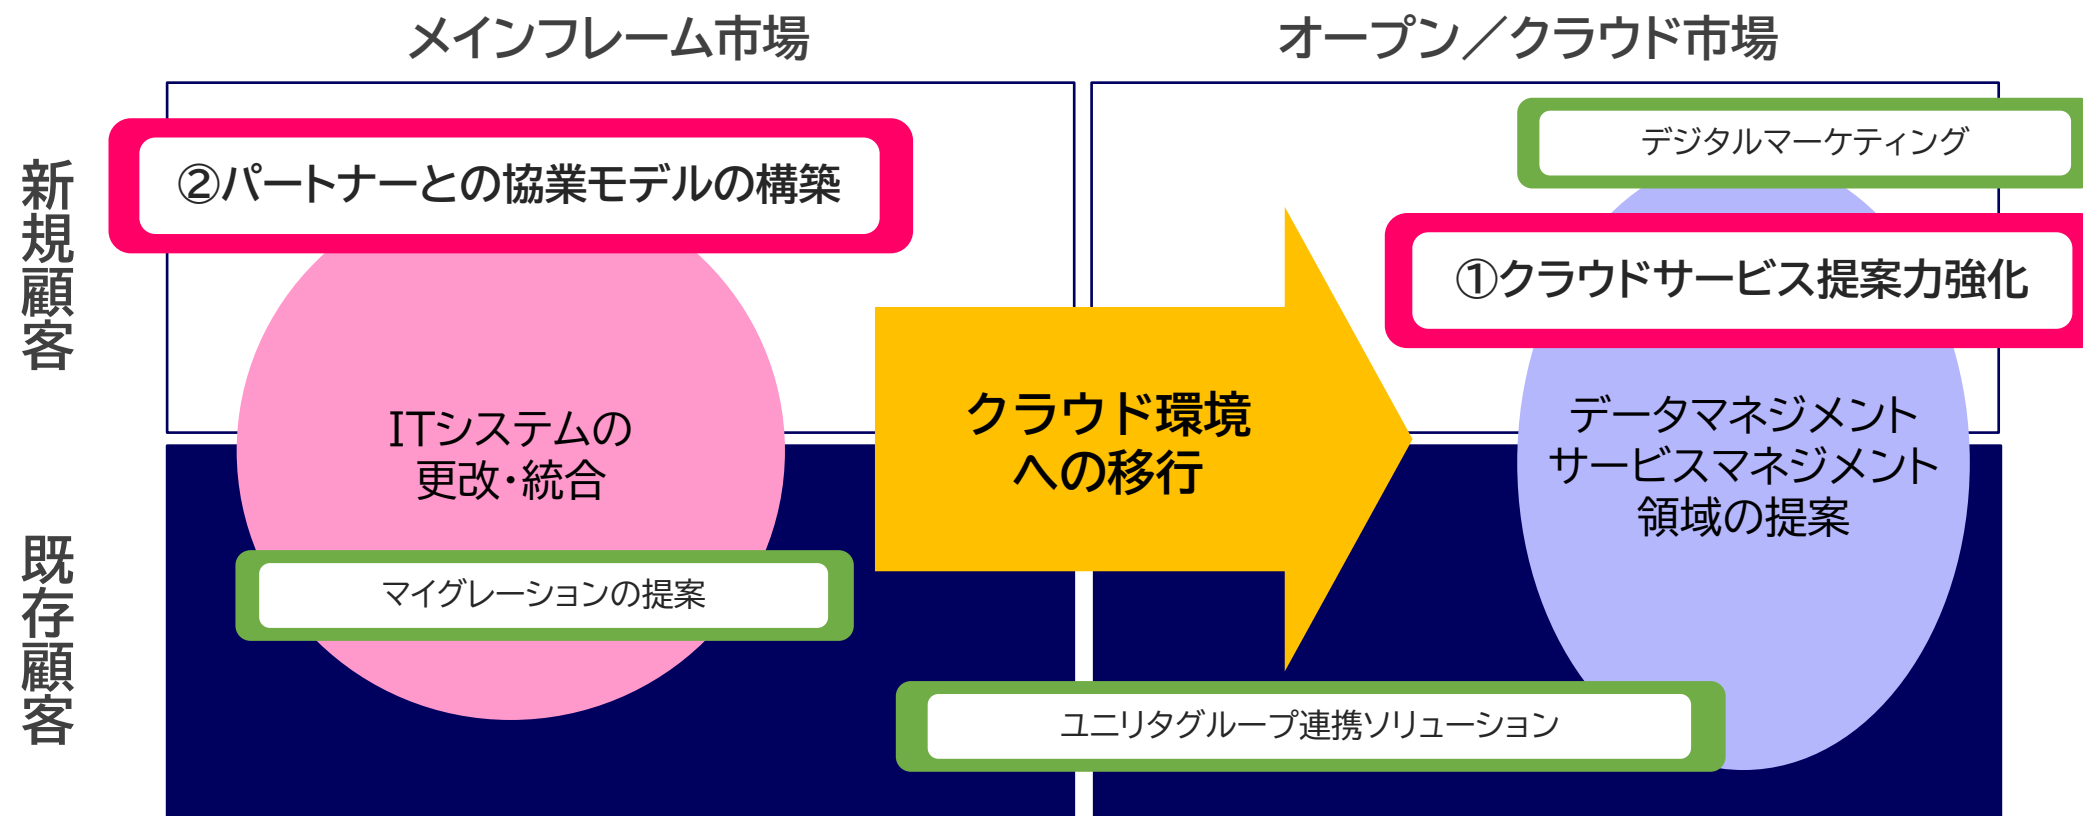 メインフレーム市場
オープン／クラウド市場
新規顧客
②パートナーとの協業モデルの構築
デジタルマーケティング
①クラウドサービス提案力強化
ITシステムの
更改・統合
クラウド環境
への移行
データマネジメント
サービスマネジメント
領域の提案
既存顧客
マイグレーションの提案
ユニリタグループ連携ソリューション